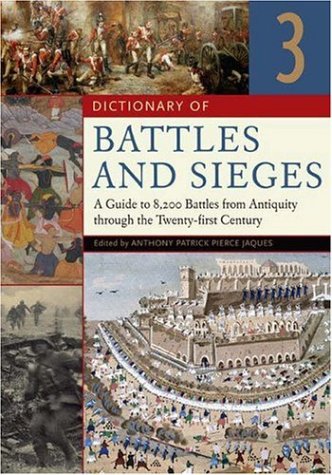 3
DICTIONARY OF
BATTLES AND SIEGES
A Guide to 8,200 Battles from Antiquity
through the Twenty-first Century
Edited by ANTHONY PATRICK PIERCE JAQUES